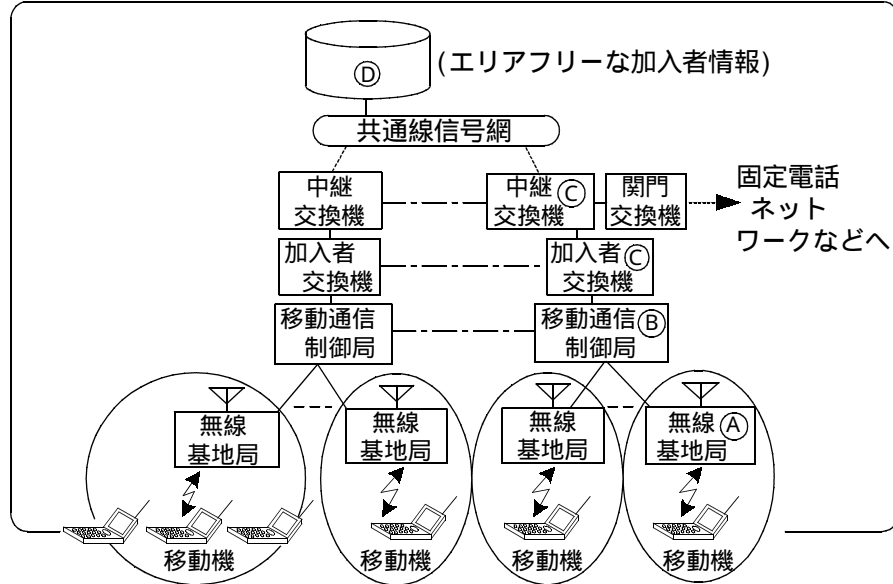 Ⓓ
(エリアフリーな加入者情報)
共通線信号網
中継
交換機
中継Ⓒ
交換機
関門
交換機
固定電話
ネット
ワークなどへ
加入者
交換機
加入者Ⓒ
交換機
移動通信
制御局
移動通信Ⓑ
制御局
無線
基地局
無線
基地局
無線
基地局
無線Ⓐ
基地局
移動機
移動機
移動機
移動機